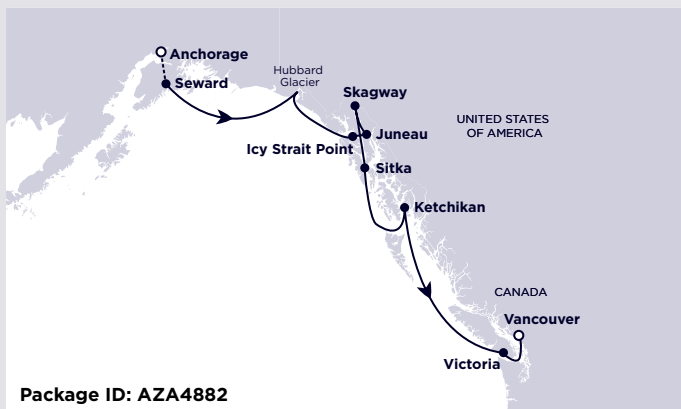 Anchorage
Hubbard
Glacier
Seward
Skagway
UNITED STATES
OF AMERICA
Juneau
Icy Strait Point
Sitka
Ketchikan
CANADA
Vancouver
Victoria
Package ID: AZA4882